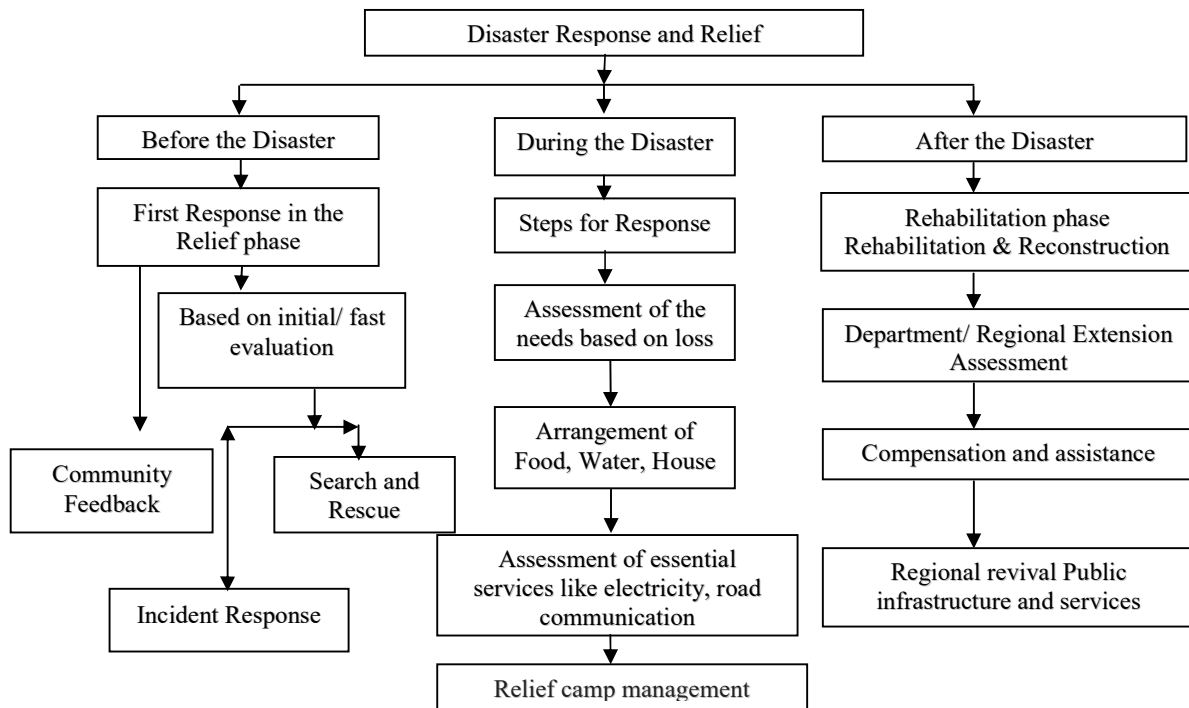 Disaster Response and Relief
Before the Disaster
First Response in the
Relief phase
Based on initial/ fast
evaluation
Community
Feedback
Search and
Rescue
Incident Response
During the Disaster
Steps for Response
Assessment of the
needs based on loss
Arrangement of
Food, Water, House
Assessment of essential
services like electricity, road
communication
Relief camp management
After the Disaster
Rehabilitation phase
Rehabilitation & Reconstruction
Department/ Regional Extension
Assessment
Compensation and assistance
Regional revival Public
infrastructure and services